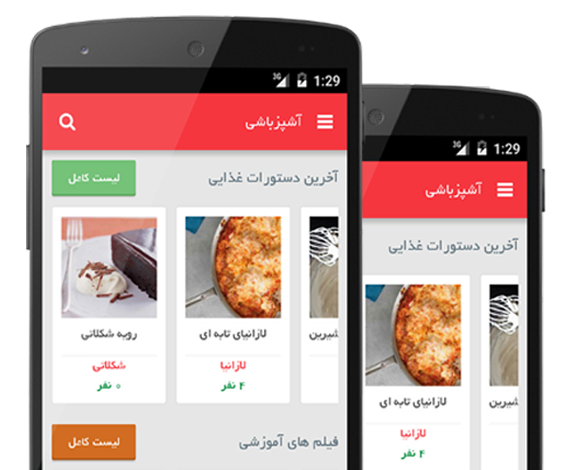 3G 1:29
آشپزباشی
آخرین دستورات غذایی
لیست کامل
شیرین
لازانیای تابه ای
رویه شکلاتی
لازانیا
شکلاتی
۴ نفر
۰ نفر
فیلم های آموزشی
لیست کامل
3G 1:29
آشپزباشی
آخرین دستورات غذایی
شیرین
لازانیای تابه ای
لازانیا
۴ نفر